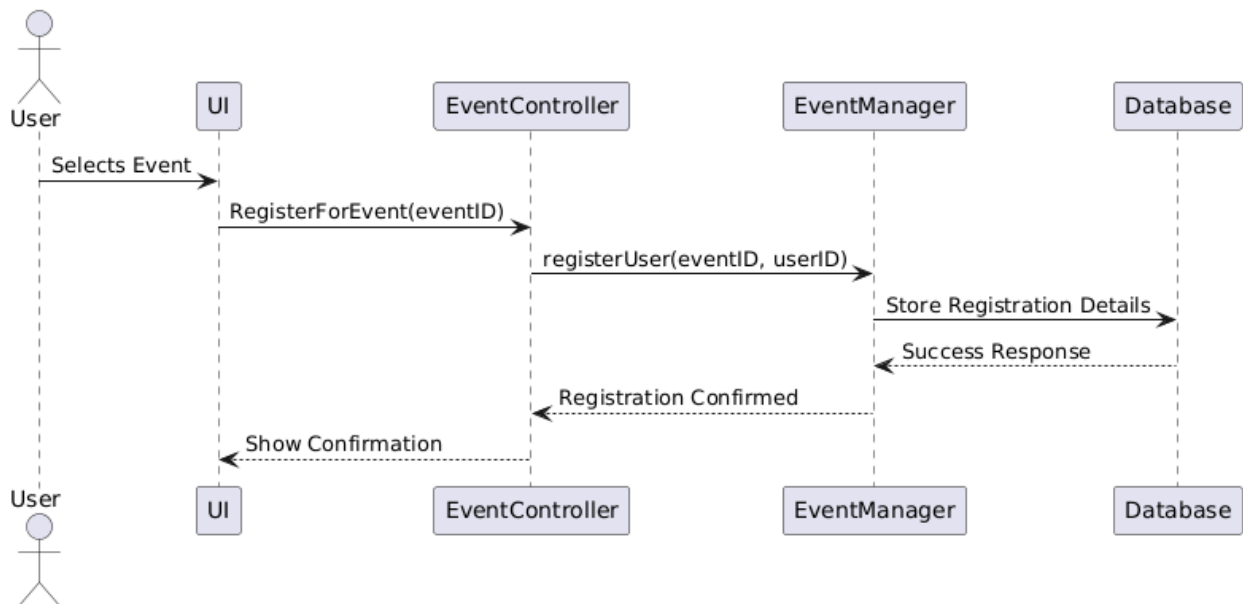 User
UI
EventController
EventManager
Database
Selects Event
RegisterForEvent(eventID)
registerUser(eventID, userID)
Store Registration Details
Success Response
Registration Confirmed
Show Confirmation
User
UI
EventController
EventManager
Database